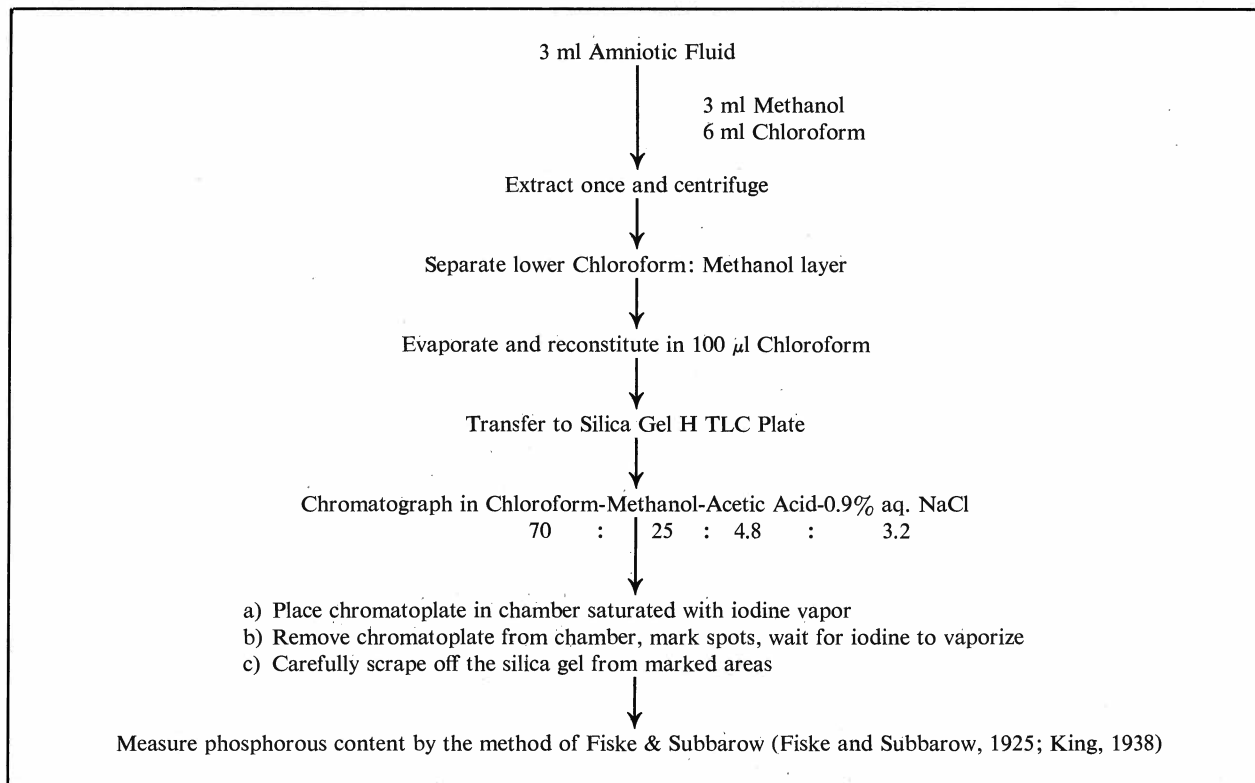 3 ml Amniotic Fluid
3 ml Methanol
6 ml Chloroform
Extract once and centrifuge
Separate lower Chloroform: Methanol layer
Evaporate and reconstitute in 100 μl Chloroform
Transfer to Silica Gel H TLC Plate
Chromatograph in Chloroform-Methanol-Acetic Acid-0.9% aq. NaCl
70 : 25 : 4.8 : 3.2
a) Place chromatoplate in chamber saturated with iodine vapor
b) Remove chromatoplate from chamber, mark spots, wait for iodine to vaporize
c) Carefully scrape off the silica gel from marked areas
Measure phosphorous content by the method of Fiske & Subbarow (Fiske and Subbarow, 1925; King, 1938)